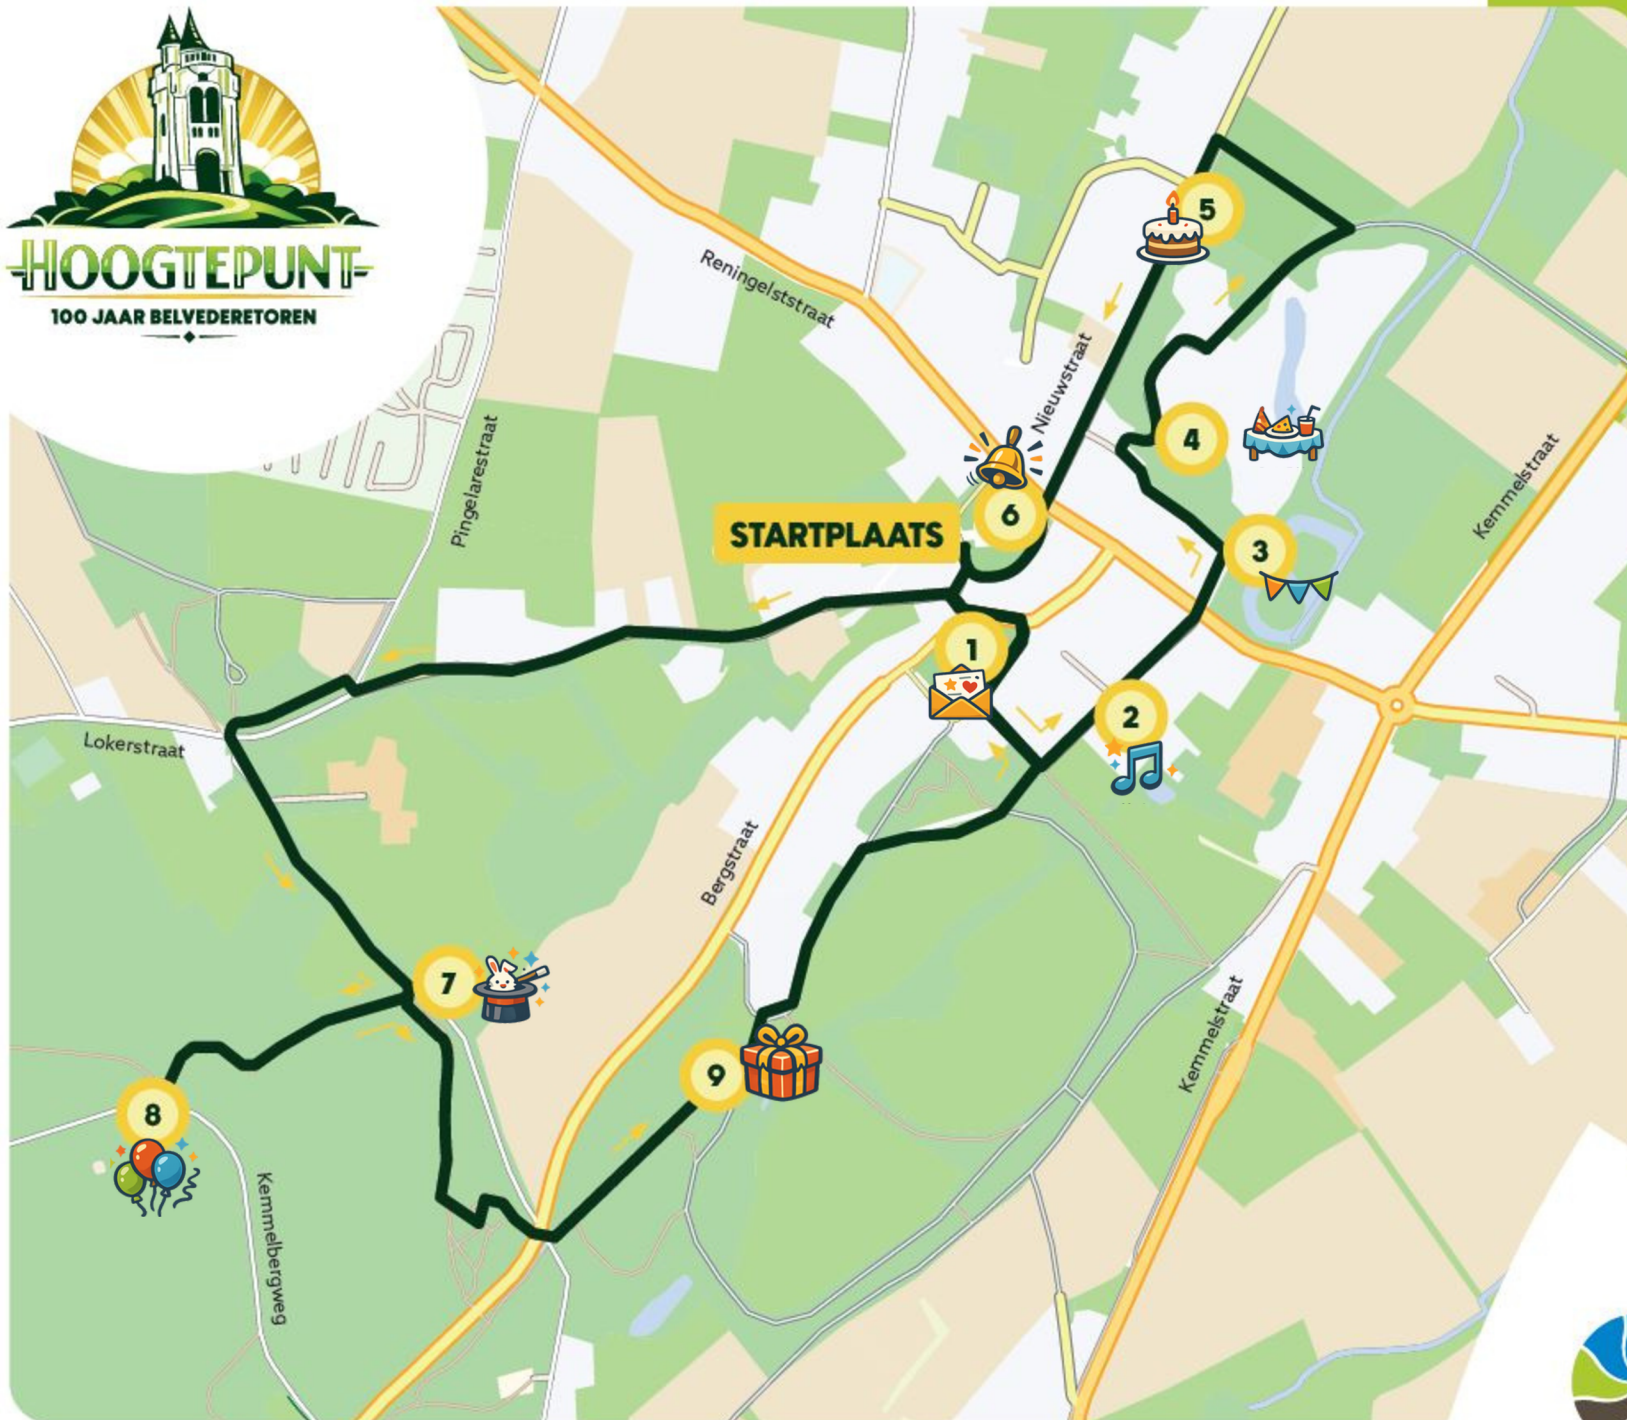 HOOGTEPUNT
100 JAAR BELVEDERETOREN
5
Reningelststraat
Nieuwstraat
4
Pingelarestraat
Kemmelstraat
6
STARTPLAATS
3
1
2
Lokerstraat
Bergstraat
7
Kemmelstraat
9
8
Kemmelbergweg